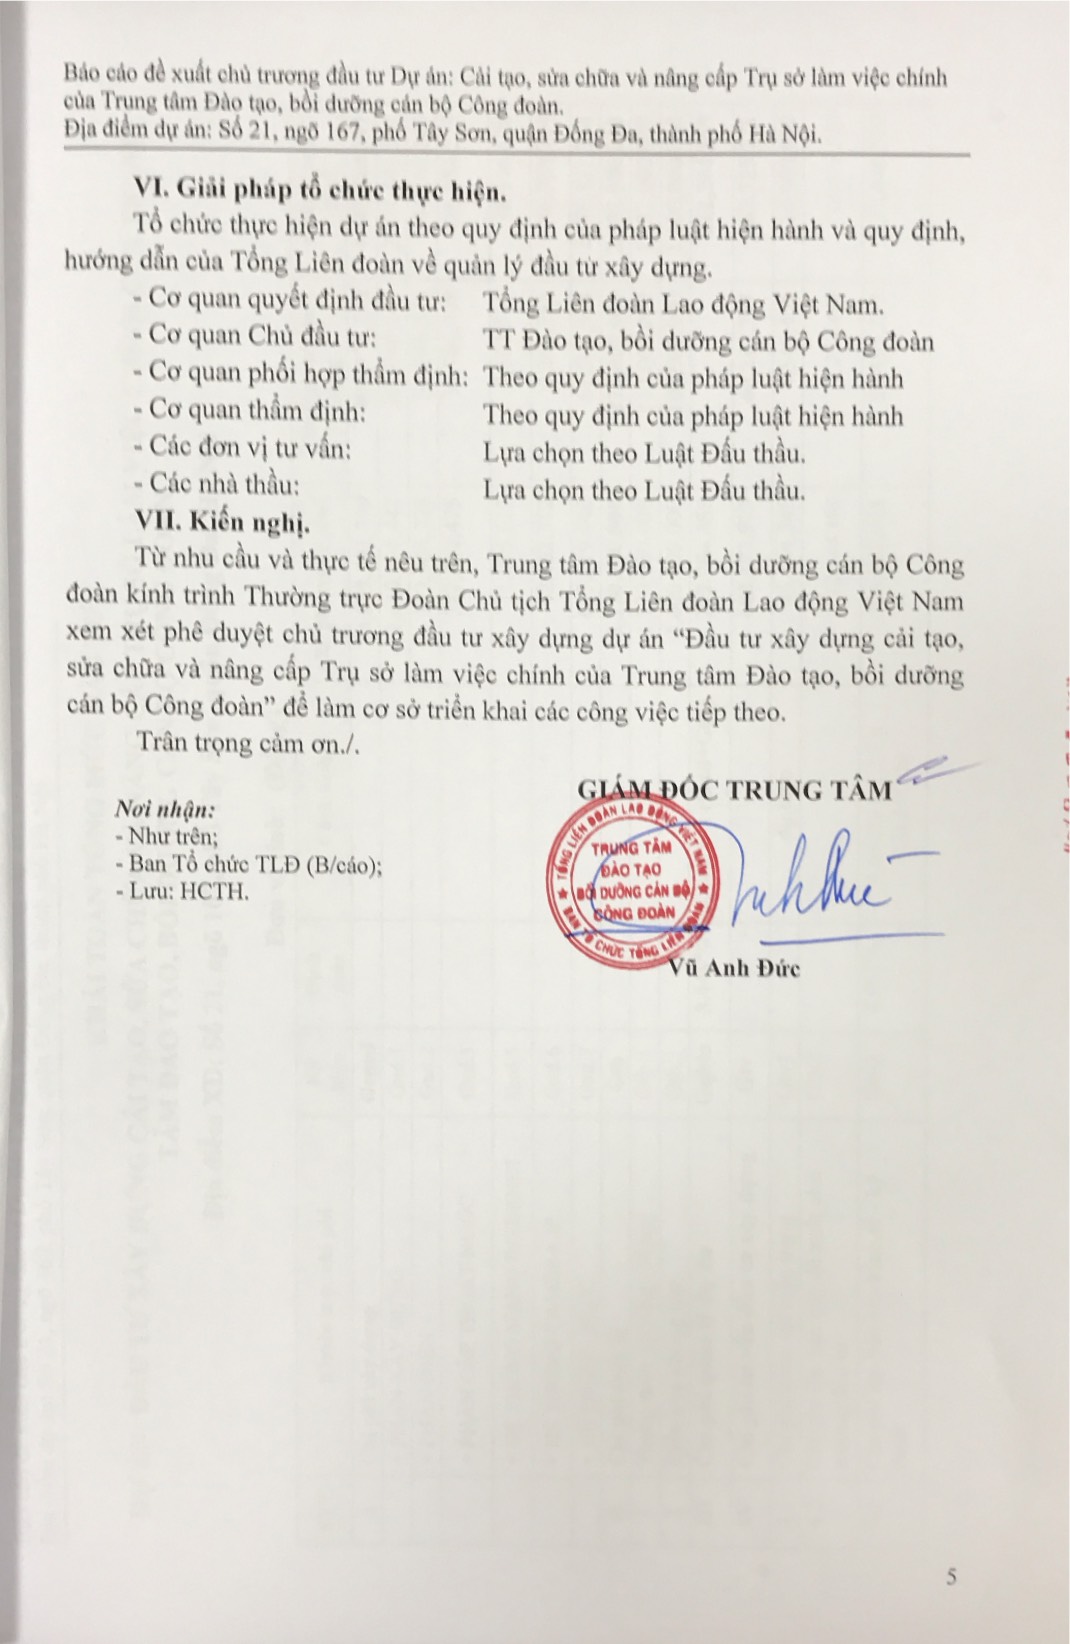 Báo cáo đề xuất chủ trương đầu tư Dự án: Cải tạo, sửa chữa và nâng cấp Trụ sở làm việc chính
của Trung tâm Đào tạo, bồi dưỡng cán bộ Công đoàn.
Địa điểm dự án: Số 21, ngõ 167, phố Tây Sơn, quận Đống Đa, thành phố Hà Nội.
VI. Giải pháp tổ chức thực hiện.
Tổ chức thực hiện dự án theo quy định của pháp luật hiện hành và quy định,
hướng dẫn của Tổng Liên đoàn về quản lý đầu tư xây dựng.
- Cơ quan quyết định đầu tư: Tổng Liên đoàn Lao động Việt Nam.
- Cơ quan Chủ đầu tư: TT Đào tạo, bồi dưỡng cán bộ Công đoàn
- Cơ quan phối hợp thẩm định: Theo quy định của pháp luật hiện hành
- Cơ quan thẩm định: Theo quy định của pháp luật hiện hành
- Các đơn vị tư vấn: Lựa chọn theo Luật Đấu thầu.
- Các nhà thầu: Lựa chọn theo Luật Đấu thầu.
VII. Kiến nghị.
Từ nhu cầu và thực tế nêu trên, Trung tâm Đào tạo, bồi dưỡng cán bộ Công
đoàn kính trình Thường trực Đoàn Chủ tịch Tổng Liên đoàn Lao động Việt Nam
xem xét phê duyệt chủ trương đầu tư xây dựng dự án “Đầu tư xây dựng cải tạo,
sửa chữa và nâng cấp Trụ sở làm việc chính của Trung tâm Đào tạo, bồi dưỡng
cán bộ Công đoàn” để làm cơ sở triển khai các công việc tiếp theo.
Trân trọng cảm ơn./.
GIÁM ĐỐC TRUNG TÂM
Nơi nhận:
- Như trên;
- Ban Tổ chức TLĐ (B/cáo);
- Lưu: HCTH.
TỔNG LIÊN ĐOÀN LAO ĐỘNG VIỆT NAM
TRUNG TÂM
ĐÀO TẠO
BỒI DƯỠNG CÁN BỘ
CÔNG ĐOÀN
BAN TỔ CHỨC TỔNG LIÊN ĐOÀN
Vũ Anh Đức
5